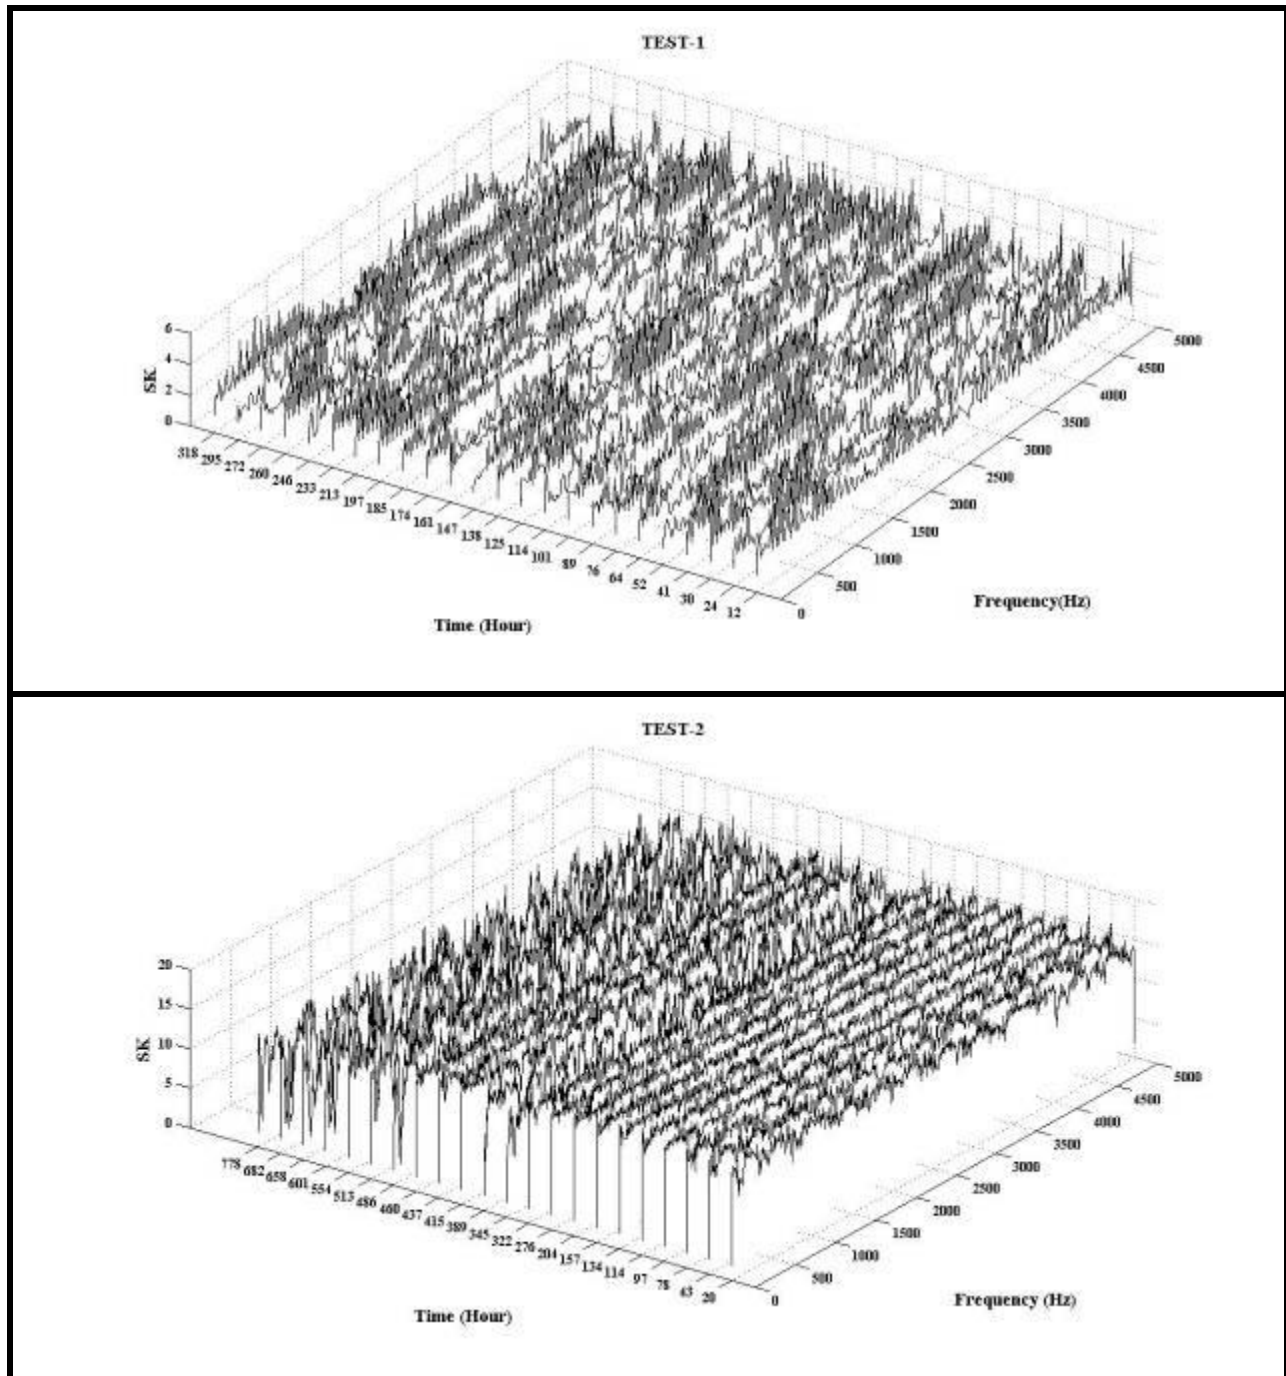 TEST-1
6
4
2
0
SK
318 295 272 260 246 233 213 197 185 174 161 147 138 125 114 101 89 76 64 52 41 30 24 12
Time (Hour)
0 500 1000 1500 2000 2500 3000 3500 4000 4500 5000
Frequency(Hz)
TEST-2
20
15
10
5
0
SK
778 682 658 601 554 513 486 460 437 415 389 345 322 276 204 157 134 114 97 78 43 20
Time (Hour)
0 500 1000 1500 2000 2500 3000 3500 4000 4500 5000
Frequency (Hz)